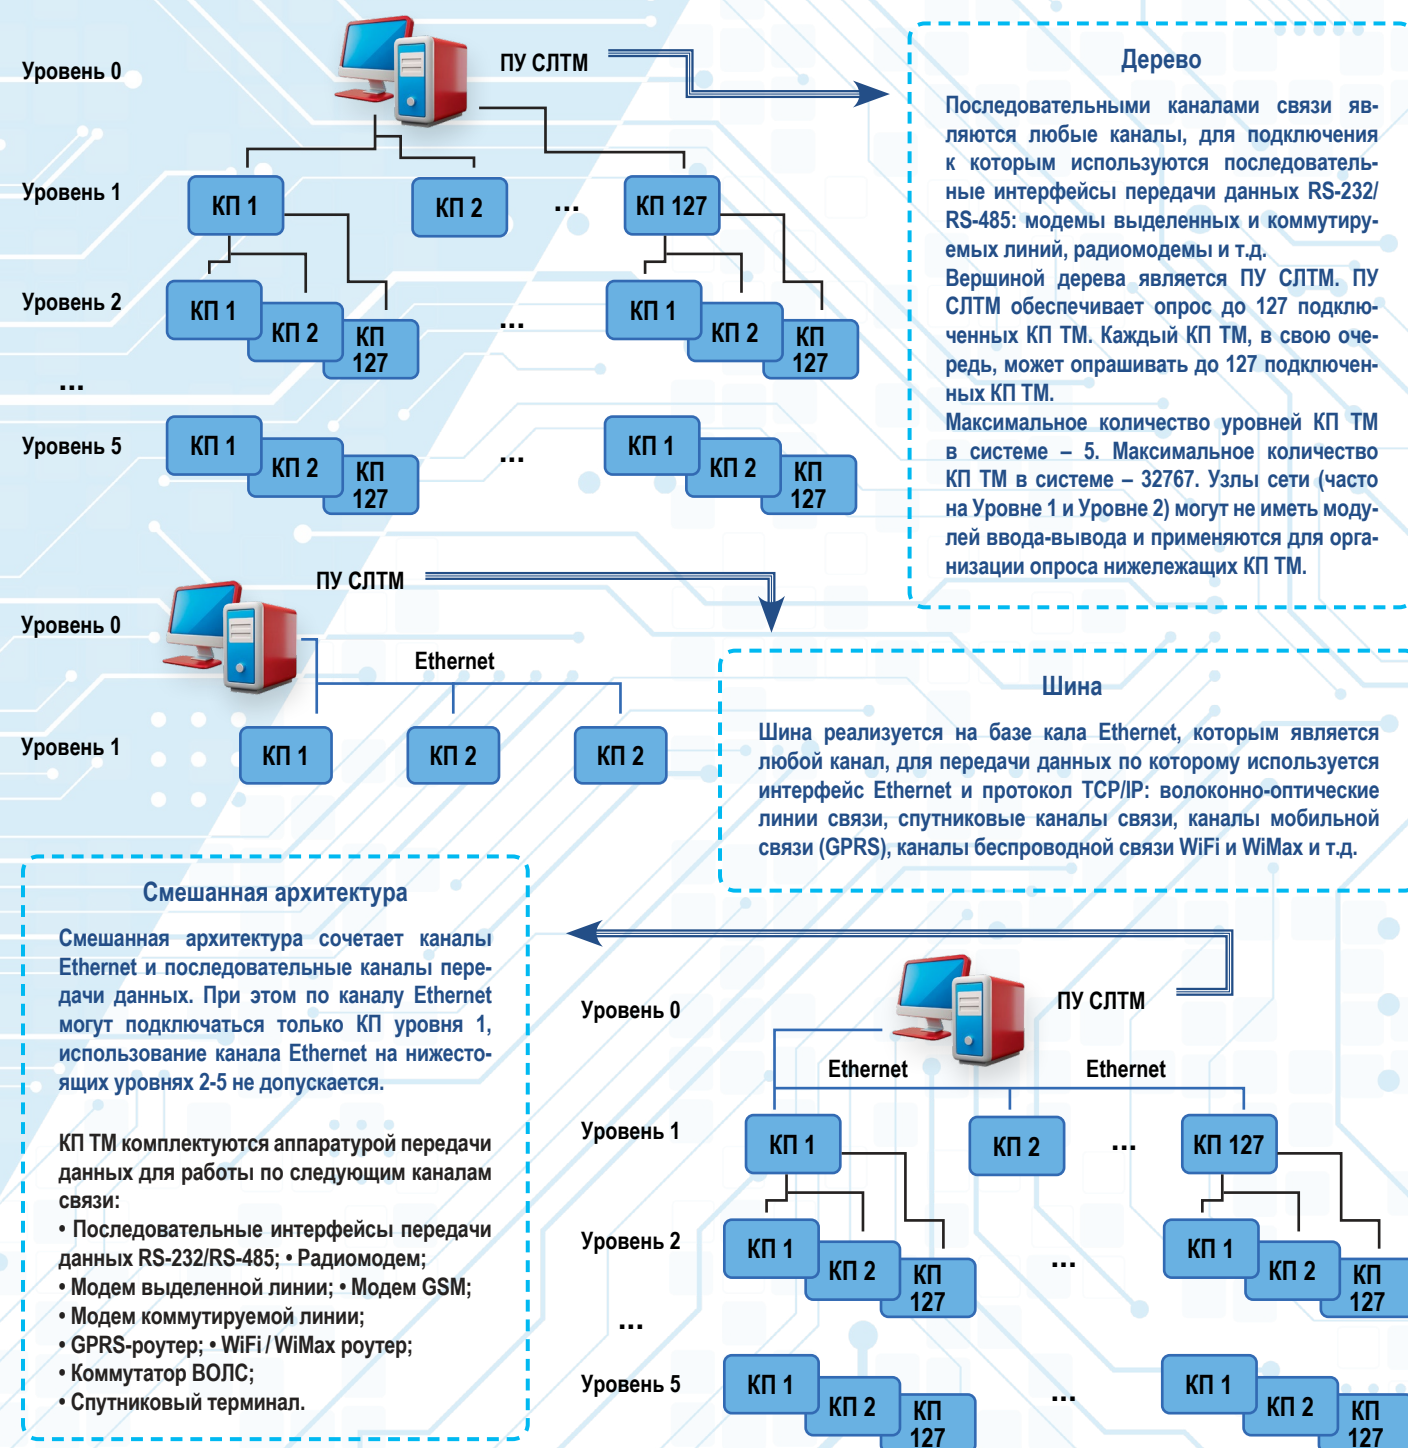 ПУ СЛТМ
Уровень 0
Уровень 1
КП 1
КП 2
...
КП 127
Уровень 2
КП 1
КП 2
КП
127
...
КП 1
КП 2
КП
127
...
Уровень 5
КП 1
КП 2
КП
127
...
КП 1
КП 2
КП
127
Дерево
Последовательными каналами связи яв-
ляются любые каналы, для подключения
к которым используются последователь-
ные интерфейсы передачи данных RS-232/
RS-485: модемы выделенных и коммутиру-
емых линий, радиомодемы и т.д.
Вершиной дерева является ПУ СЛТМ. ПУ
СЛТМ обеспечивает опрос до 127 подклю-
ченных КП ТМ. Каждый КП ТМ, в свою оче-
редь, может опрашивать до 127 подключен-
ных КП ТМ.
Максимальное количество уровней КП ТМ
в системе – 5. Максимальное количество
КП ТМ в системе – 32767. Узлы сети (часто
на Уровне 1 и Уровне 2) могут не иметь моду-
лей ввода-вывода и применяются для орга-
низации опроса нижележащих КП ТМ.
ПУ СЛТМ
Уровень 0
Ethernet
Уровень 1
КП 1
КП 2
КП 2
Шина
Шина реализуется на базе кала Ethernet, которым является
любой канал, для передачи данных по которому используется
интерфейс Ethernet и протокол TCP/IP: волоконно-оптические
линии связи, спутниковые каналы связи, каналы мобильной
связи (GPRS), каналы беспроводной связи WiFi и WiMax и т.д.
Смешанная архитектура
Смешанная архитектура сочетает каналы
Ethernet и последовательные каналы пере-
дачи данных. При этом по каналу Ethernet
могут подключаться только КП уровня 1,
использование канала Ethernet на нижесто-
ящих уровнях 2-5 не допускается.
КП ТМ комплектуются аппаратурой передачи
данных для работы по следующим каналам
связи:
• Последовательные интерфейсы передачи
данных RS-232/RS-485; • Радиомодем;
• Модем выделенной линии; • Модем GSM;
• Модем коммутируемой линии;
• GPRS-роутер; • WiFi / WiMax роутер;
• Коммутатор ВОЛС;
• Спутниковый терминал.
ПУ СЛТМ
Уровень 0
Ethernet
Ethernet
Уровень 1
КП 1
КП 2
...
КП 127
Уровень 2
КП 1
КП 2
КП
127
...
КП 1
КП 2
КП
127
...
Уровень 5
КП 1
КП 2
КП
127
...
КП 1
КП 2
КП
127